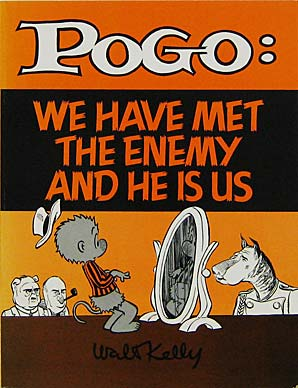 POGO:
WE HAVE MET
THE ENEMY
AND HE IS US
Walt Kelly